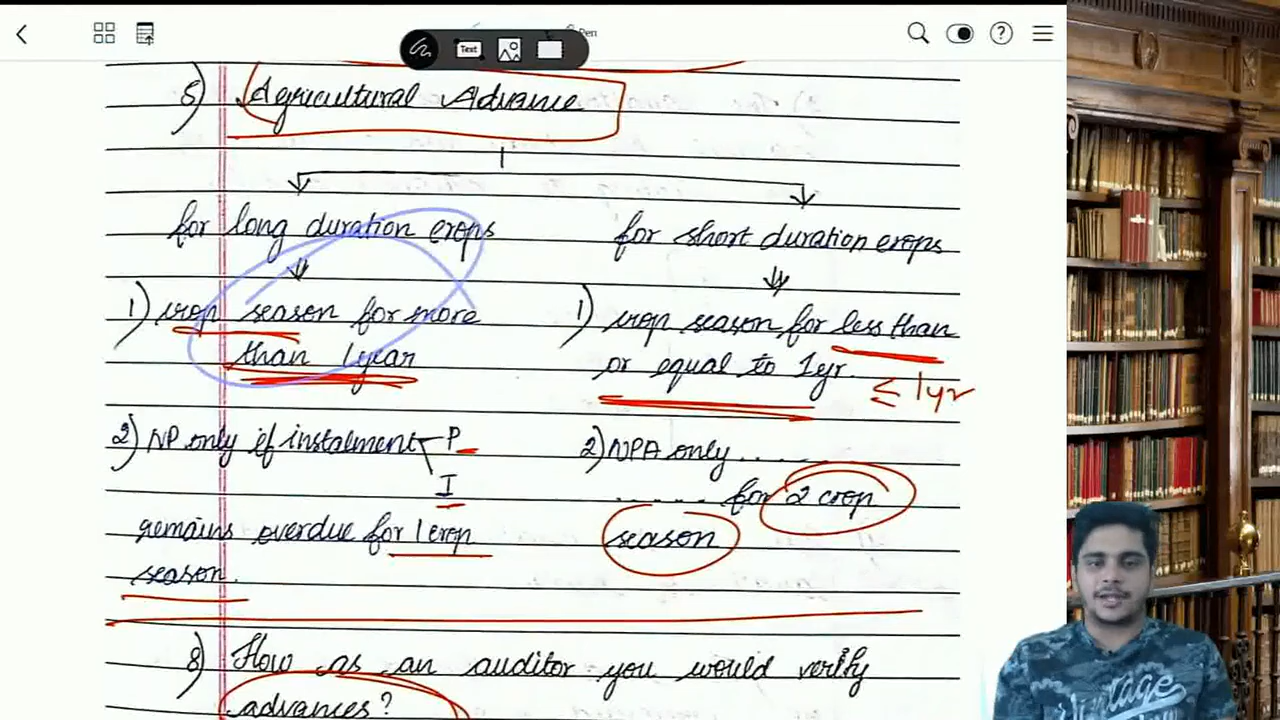 Pen
Text
5) Agricultural Advance
for long duration crops
for short duration crops
1) crop season for more
than 1 year
1) crop season for less than
or equal to 1yr.
≤ 1yr
2) NP only if instalment
P
I
remains overdue for 1 crop
season.
2) NPA only .....
...... for 2 crop
season
8) How as an auditor you would verify
advances?